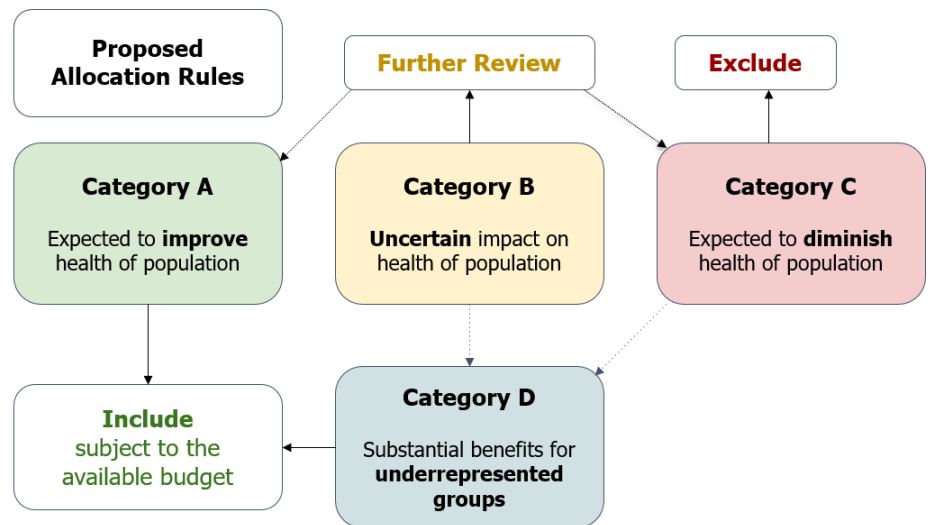 Proposed
Allocation Rules
Further Review
Exclude
Category A
Expected to improve
health of population
Category B
Uncertain impact on
health of population
Category C
Expected to diminish
health of population
Include
subject to the
available budget
Category D
Substantial benefits for
underrepresented
groups